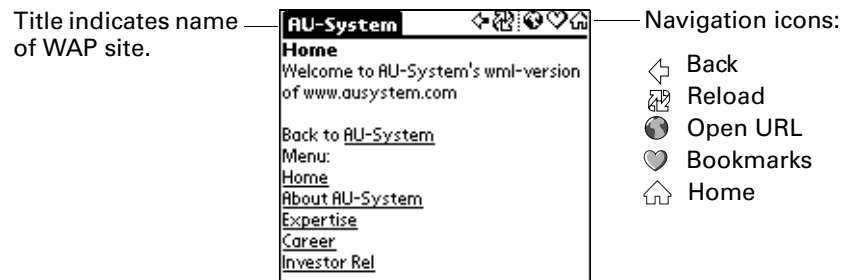 Title indicates name
of WAP site.
AU-System
Home
Welcome to AU-System's wml-version
of www.ausystem.com
Back to AU-System
Menu:
Home
About AU-System
Expertise
Career
Investor Rel
Navigation icons:
Back
Reload
Open URL
Bookmarks
Home